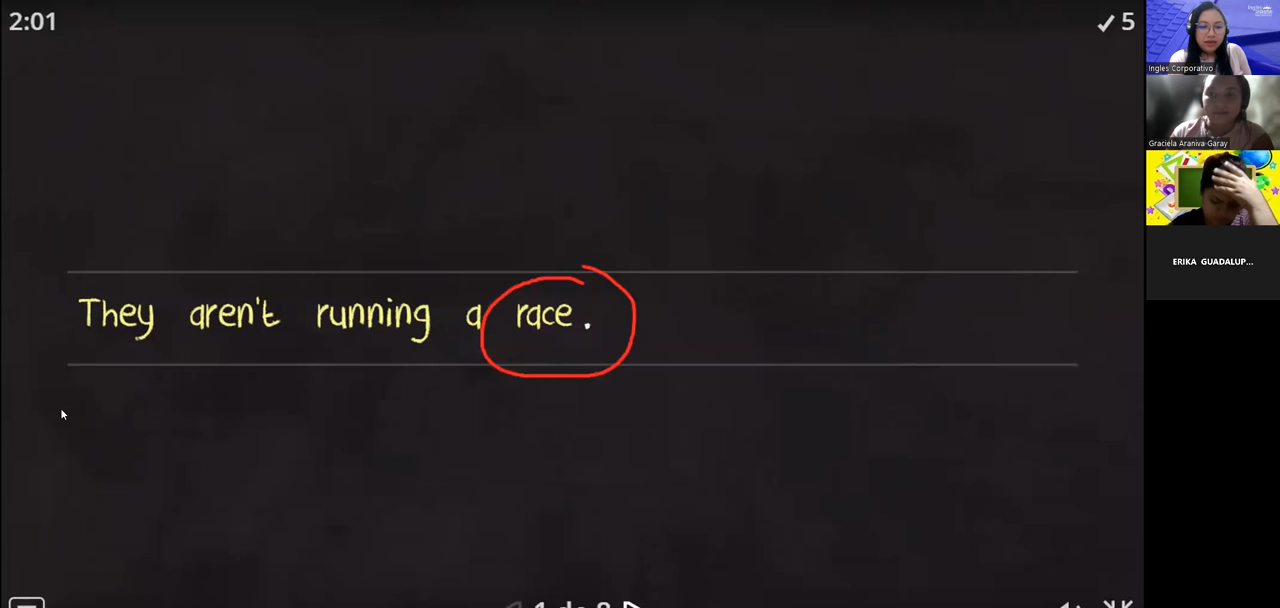 2:01
5
They aren't running a race.
Ingles Corporativo
Graciela Araniva Garay
ERIKA GUADALUP...